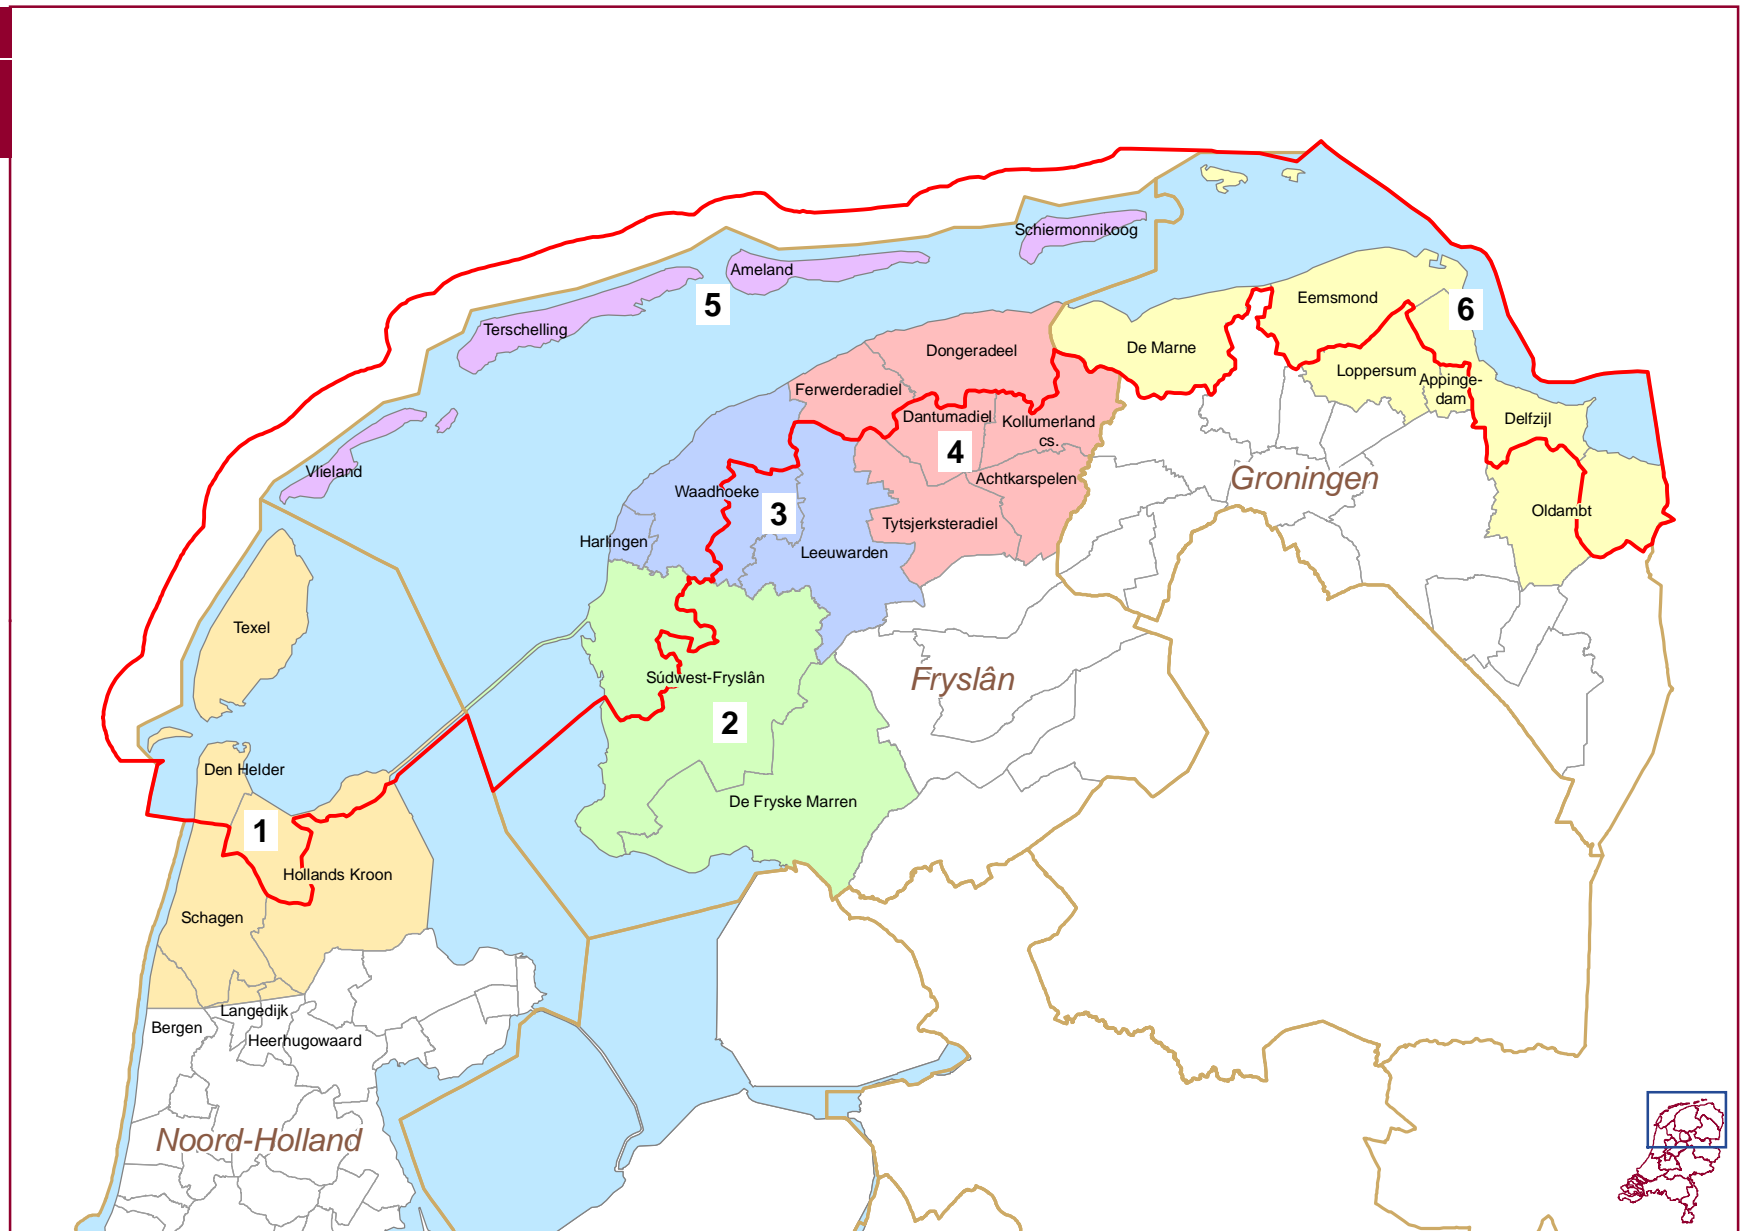 Schiermonnikoog
Ameland
5
Terschelling
Eemsmond
6
De Marne
Dongeradeel
Loppersum
Appinge-
dam
Ferwerderadiel
Dantumadiel
Kollumerland
cs.
Delfzijl
4
Vlieland
Achtkarspelen
Groningen
Waadhoeke
3
Oldambt
Tytsjerksteradiel
Harlingen
Leeuwarden
Texel
Súdwest-Fryslân
Fryslân
2
Den Helder
De Fryske Marren
1
Hollands Kroon
Schagen
Langedijk
Bergen
Heerhugowaard
Noord-Holland